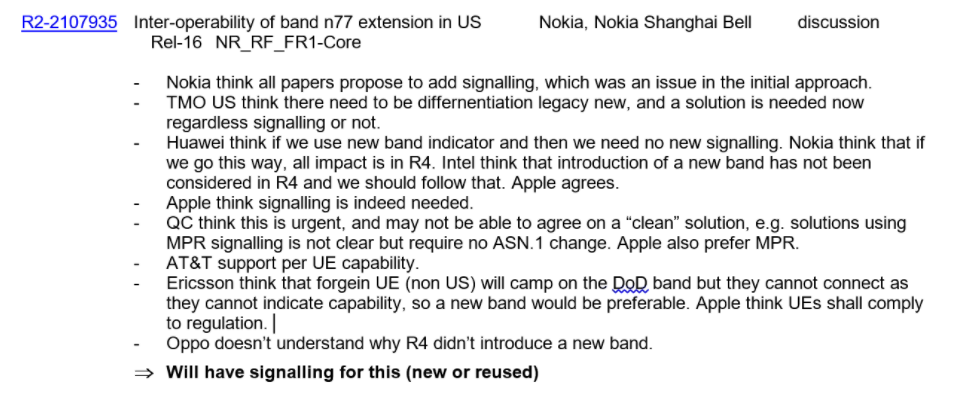 R2-2107935 Inter-operability of band n77 extension in US Nokia, Nokia Shanghai Bell discussion
Rel-16 NR_RF_FR1-Core
- Nokia think all papers propose to add signalling, which was an issue in the initial approach.
- TMO US think there need to be differnentiation legacy new, and a solution is needed now
regardless signalling or not.
- Huawei think if we use new band indicator and then we need no new signalling. Nokia think that if
we go this way, all impact is in R4. Intel think that introduction of a new band has not been
considered in R4 and we should follow that. Apple agrees.
- Apple think signalling is indeed needed.
- QC think this is urgent, and may not be able to agree on a “clean” solution, e.g. solutions using
MPR signalling is not clear but require no ASN.1 change. Apple also prefer MPR.
- AT&T support per UE capability.
- Ericsson think that forgein UE (non US) will camp on the DoD band but they cannot connect as
they cannot indicate capability, so a new band would be preferable. Apple think UEs shall comply
to regulation.
- Oppo doesn’t understand why R4 didn’t introduce a new band.
⇒ Will have signalling for this (new or reused)